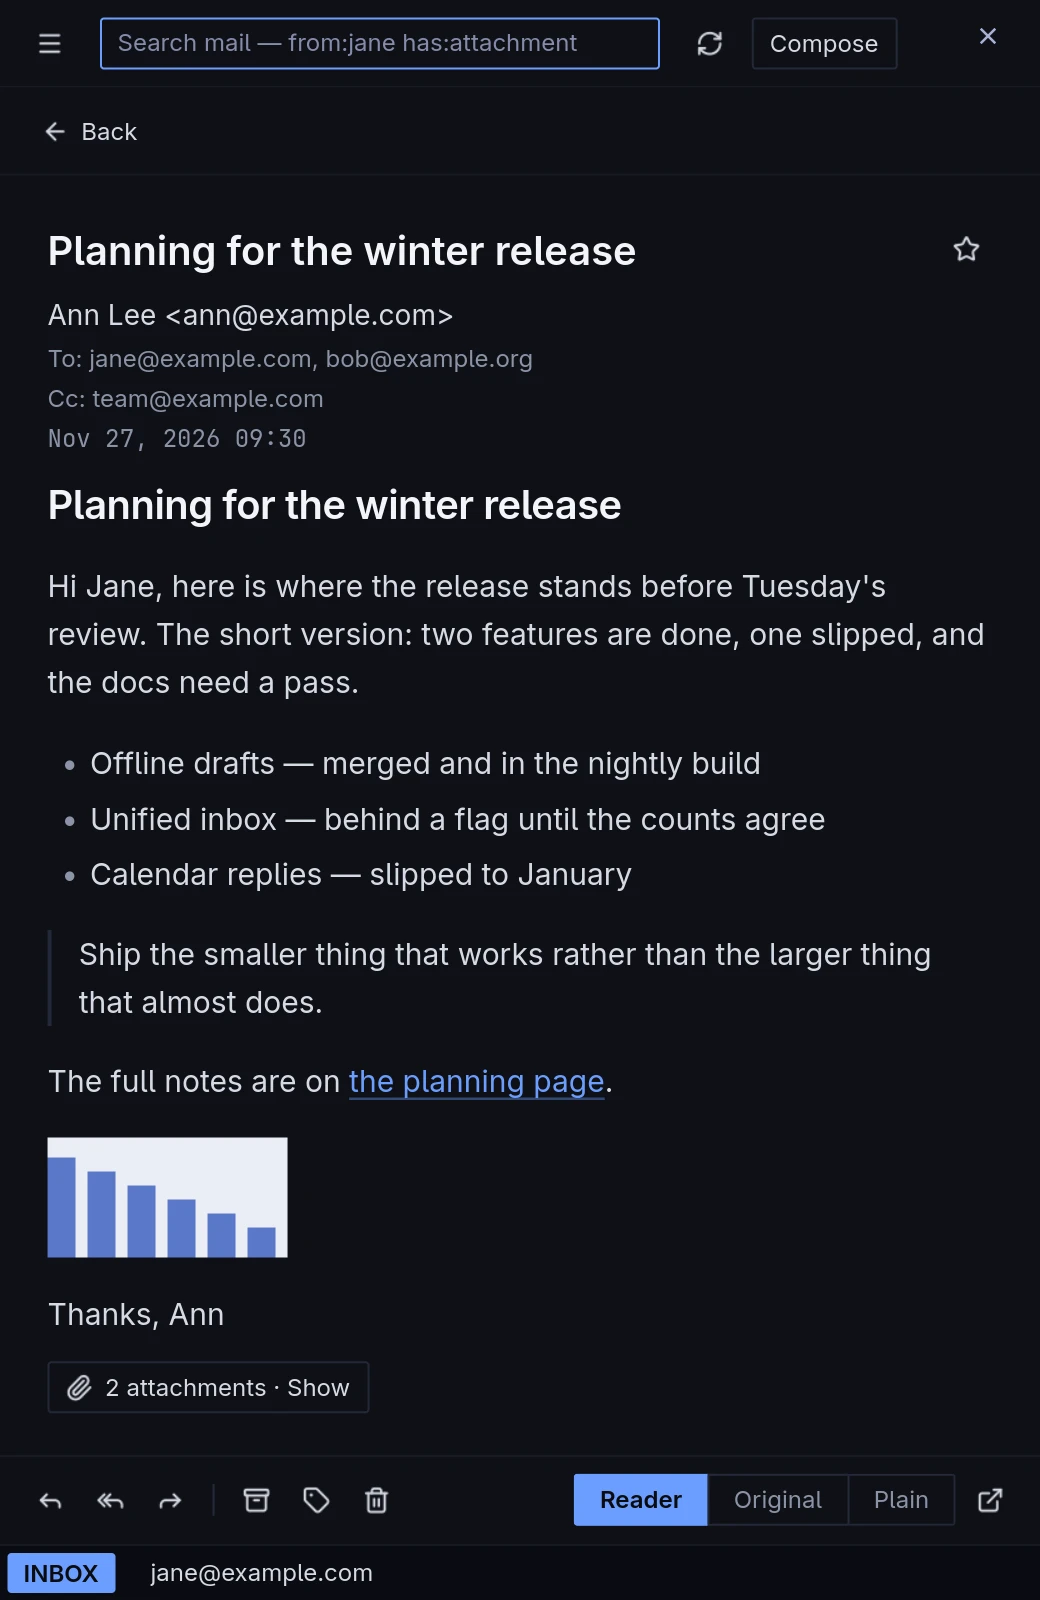 Search mail — from:jane has:attachment
Compose
Back
Planning for the winter release
Ann Lee <ann@example.com>
To: jane@example.com, bob@example.org
Cc: team@example.com
Nov 27, 2026 09:30
Planning for the winter release
Hi Jane, here is where the release stands before Tuesday's
review. The short version: two features are done, one slipped, and
the docs need a pass.
• Offline drafts — merged and in the nightly build
• Unified inbox — behind a flag until the counts agree
• Calendar replies — slipped to January
Ship the smaller thing that works rather than the larger thing
that almost does.
The full notes are on the planning page.
Thanks, Ann
2 attachments · Show
Reader Original Plain
INBOX jane@example.com